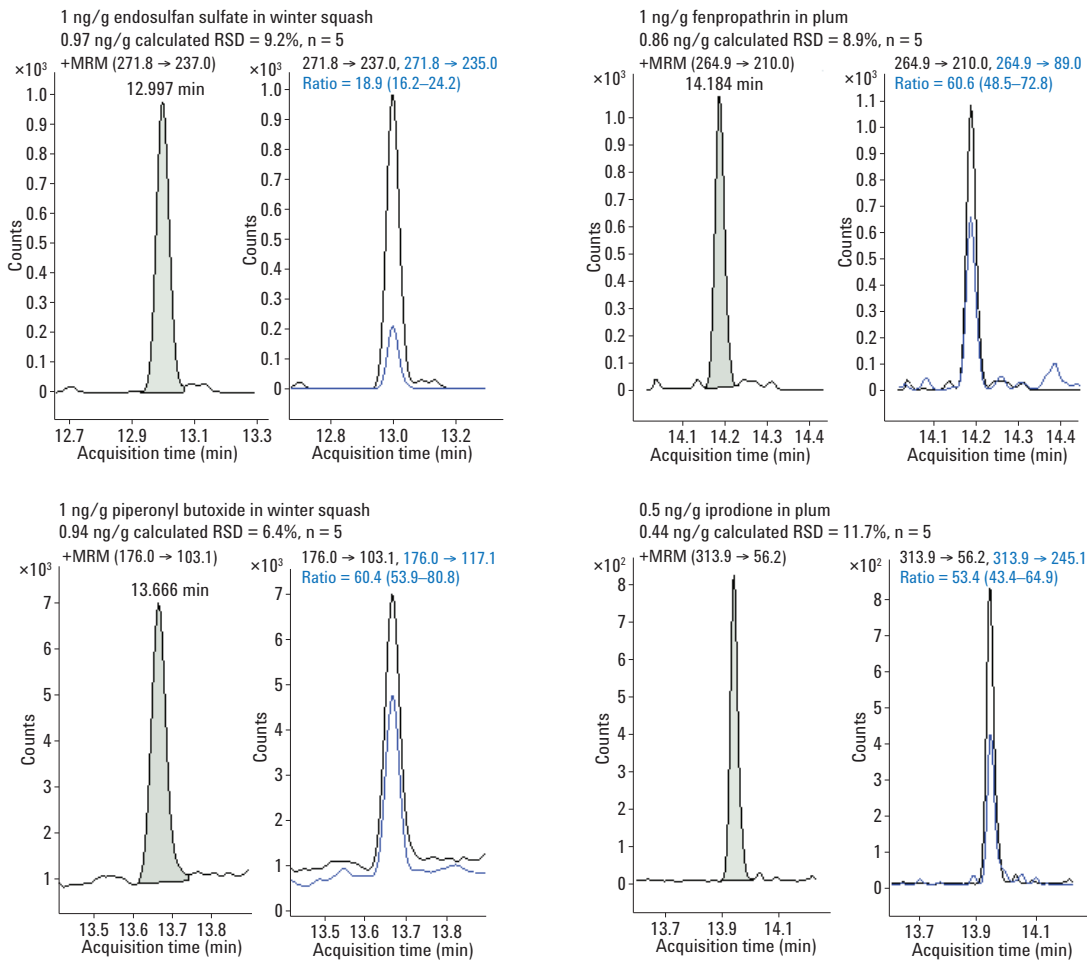 1 ng/g endosulfan sulfate in winter squash
0.97 ng/g calculated RSD = 9.2%, n = 5
+MRM (271.8 → 237.0)
×10³
12.997 min
1.0
0.9
0.8
0.7
0.6
0.5
0.4
0.3
0.2
0.1
0
Counts
12.7 12.9 13.1 13.3
Acquisition time (min)
271.8 → 237.0, 271.8 → 235.0
×10³
Ratio = 18.9 (16.2–24.2)
1.0
0.9
0.8
0.7
0.6
0.5
0.4
0.3
0.2
0.1
0
Counts
12.8 13.0 13.2
Acquisition time (min)
1 ng/g fenpropathrin in plum
0.86 ng/g calculated RSD = 8.9%, n = 5
+MRM (264.9 → 210.0)
×10³
14.184 min
1.0
0.9
0.8
0.7
0.6
0.5
0.4
0.3
0.2
0.1
0
Counts
14.1 14.2 14.3 14.4
Acquisition time (min)
264.9 → 210.0, 264.9 → 89.0
×10³
Ratio = 60.6 (48.5–72.8)
1.1
1.0
0.9
0.8
0.7
0.6
0.5
0.4
0.3
0.2
0.1
0
Counts
14.1 14.2 14.3 14.4
Acquisition time (min)
1 ng/g piperonyl butoxide in winter squash
0.94 ng/g calculated RSD = 6.4%, n = 5
+MRM (176.0 → 103.1)
×10³
13.666 min
7
6
5
4
3
2
1
Counts
13.5 13.6 13.7 13.8
Acquisition time (min)
176.0 → 103.1, 176.0 → 117.1
×10³
Ratio = 60.4 (53.9–80.8)
7
6
5
4
3
2
1
0
Counts
13.5 13.6 13.7 13.8
Acquisition time (min)
0.5 ng/g iprodione in plum
0.44 ng/g calculated RSD = 11.7%, n = 5
+MRM (313.9 → 56.2)
×10²
8
7
6
5
4
3
2
1
0
Counts
13.7 13.9 14.1
Acquisition time (min)
313.9 → 56.2, 313.9 → 245.1
×10²
Ratio = 53.4 (43.4–64.9)
8
7
6
5
4
3
2
1
0
Counts
13.7 13.9 14.1
Acquisition time (min)